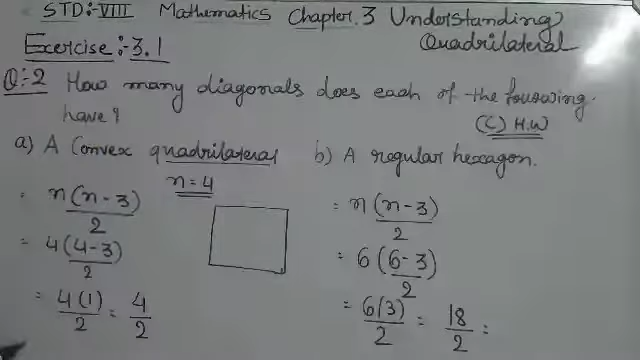 STD:-VIII Mathematics Chapter.3 Understanding
Exercise:-3.1 Quadrilateral
Q:2 How many diagonals does each of the following.
have?
(C) H.W
a) A Convex quadrilateral b) A regular hexagon.
n = 4
= n(n-3)/2 = n(n-3)/2
= 4(4-3)/2 = 6(6-3)/2
= 4(1)/2 = 4/2 = 6(3)/2 = 18/2 =